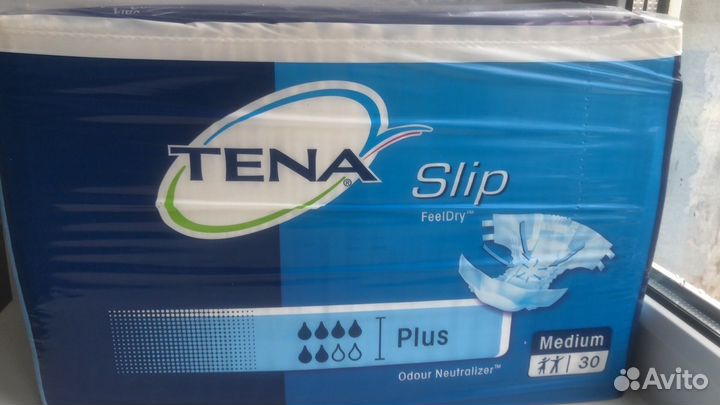 TENA®
Slip
FeelDry™
Plus
Odour Neutralizer™
Medium
30
Avito